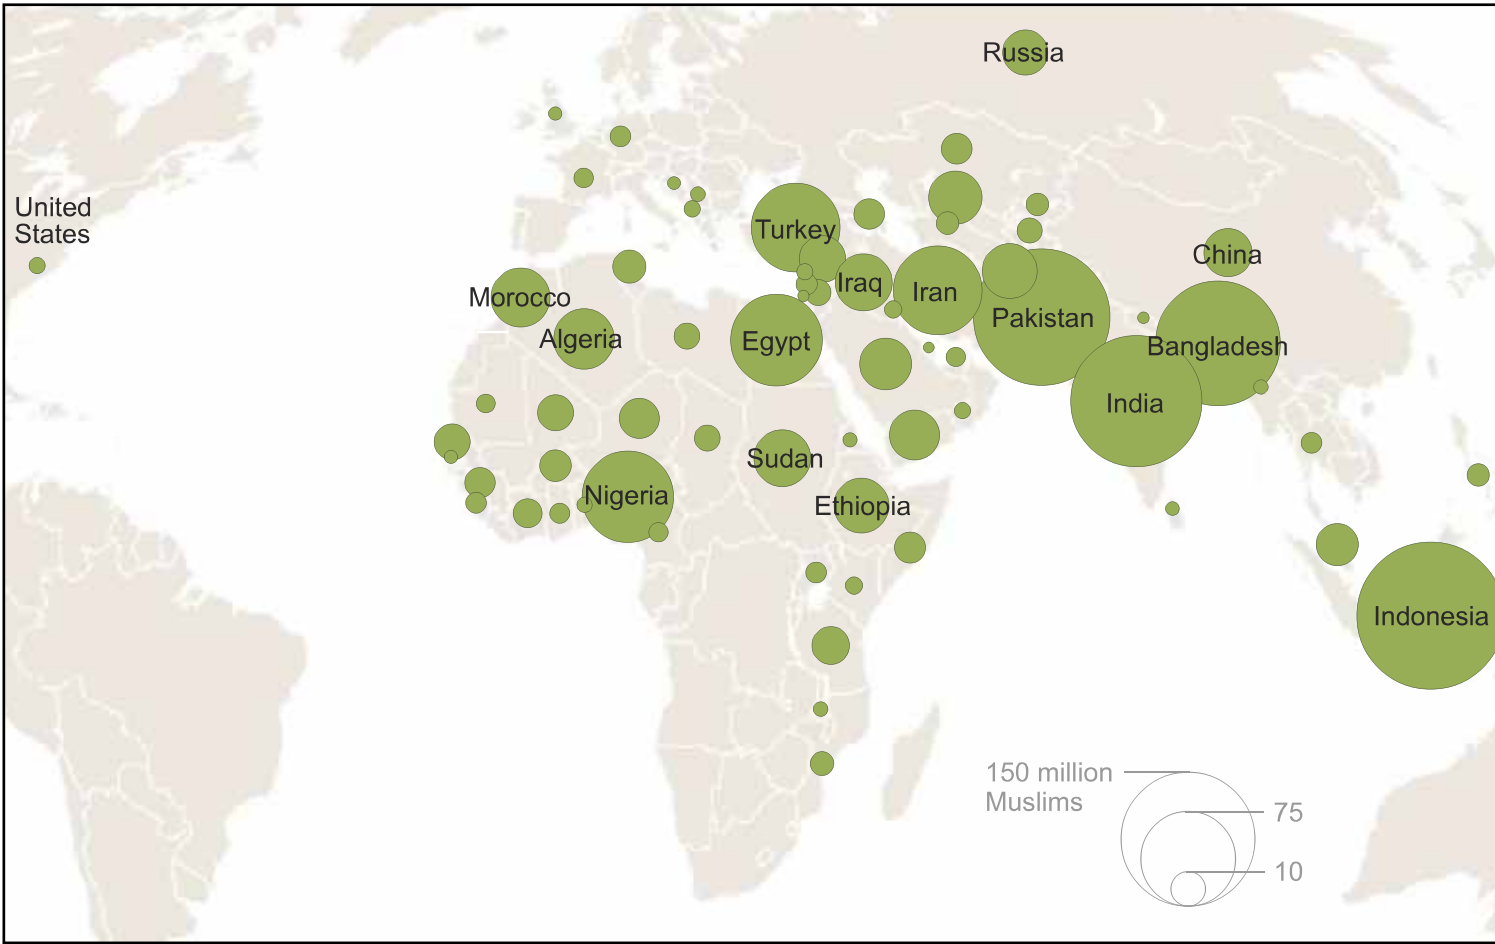 Russia
United
States
Turkey
China
Morocco
Iraq
Iran
Algeria
Egypt
Pakistan
Bangladesh
India
Sudan
Nigeria
Ethiopia
Indonesia
150 million
Muslims
75
10